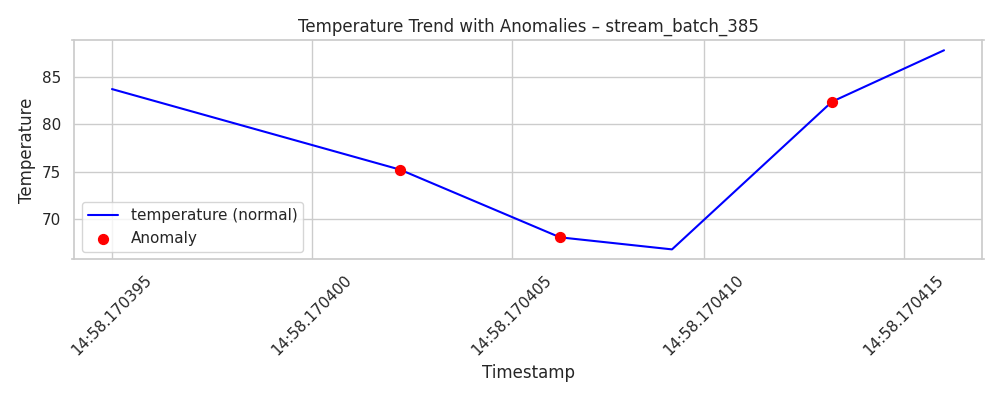 Temperature Trend with Anomalies – stream_batch_385
Temperature
85
80
75
70
temperature (normal)
Anomaly
14:58.170395
14:58.170400
14:58.170405
14:58.170410
14:58.170415
Timestamp